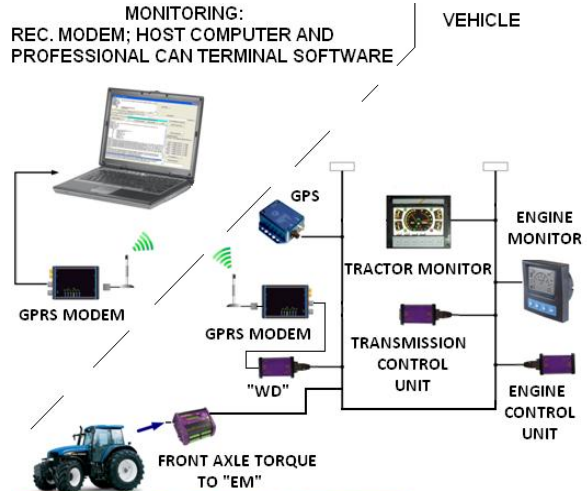 MONITORING:
REC. MODEM; HOST COMPUTER AND
PROFESSIONAL CAN TERMINAL SOFTWARE
VEHICLE
GPS
ENGINE
MONITOR
TRACTOR MONITOR
GPRS MODEM
GPRS MODEM
TRANSMISSION
CONTROL
UNIT
"WD"
ENGINE
CONTROL
UNIT
FRONT AXLE TORQUE
TO "EM"